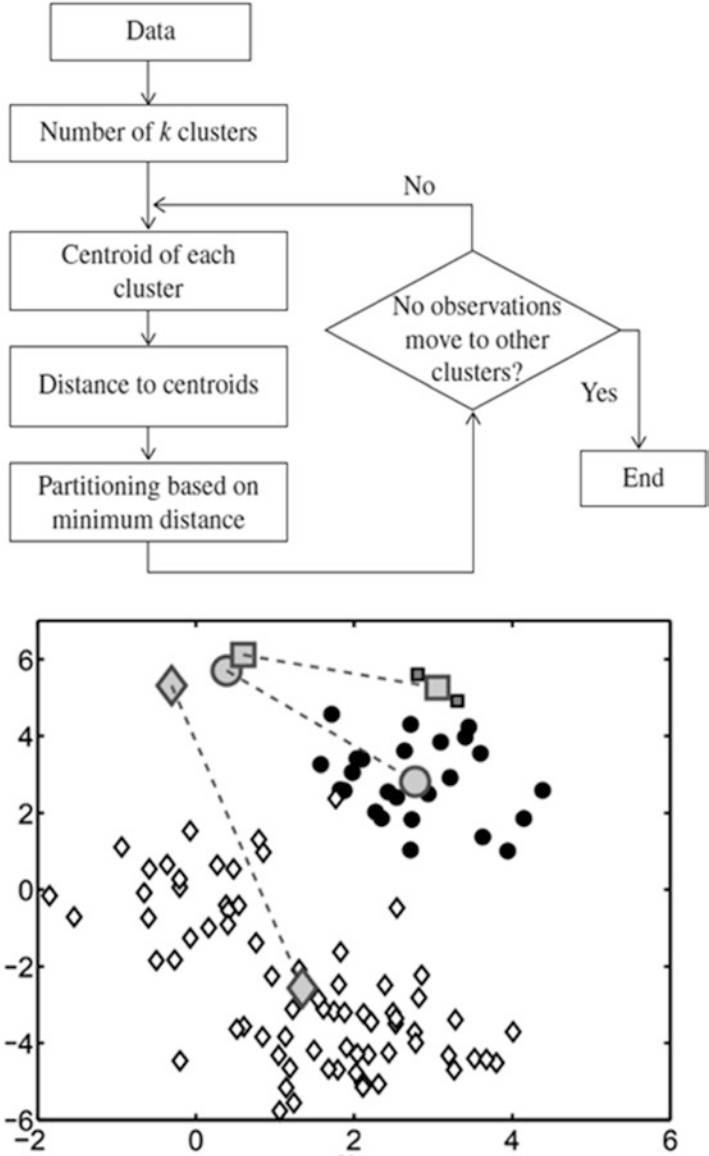 Data
Number of k clusters
No
Centroid of each
cluster
No observations
move to other
clusters?
Distance to centroids
Yes
Partitioning based on
minimum distance
End
6
4
2
0
−2
−4
−6
−2 0 2 4 6